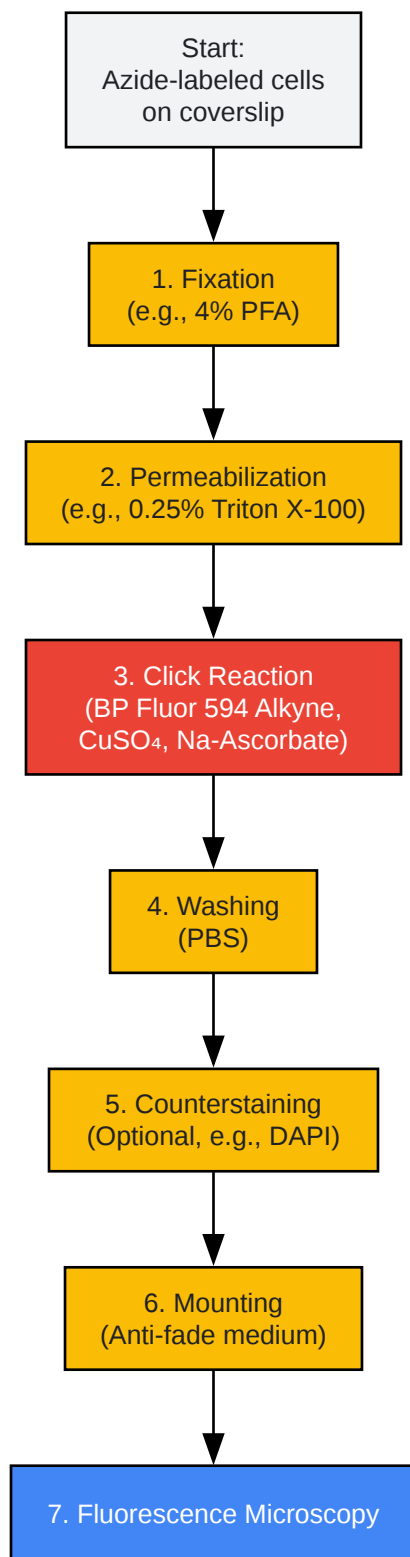 Start:
Azide-labeled cells
on coverslip
1. Fixation
(e.g., 4% PFA)
2. Permeabilization
(e.g., 0.25% Triton X-100)
3. Click Reaction
(BP Fluor 594 Alkyne,
CuSO₄, Na-Ascorbate)
4. Washing
(PBS)
5. Counterstaining
(Optional, e.g., DAPI)
6. Mounting
(Anti-fade medium)
7. Fluorescence Microscopy